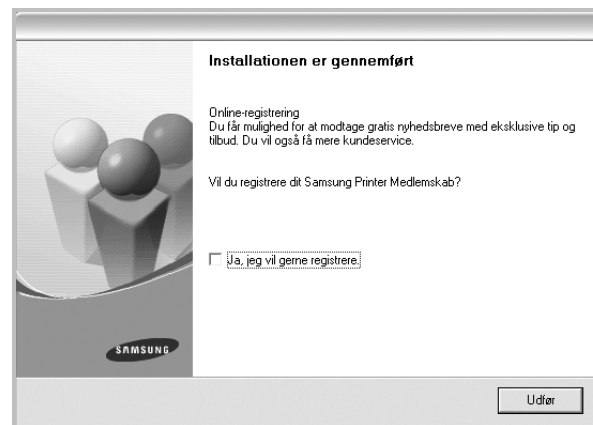 Installationen er gennemført
Online-registrering
Du får mulighed for at modtage gratis nyhedsbreve med eksklusive tip og
tilbud. Du vil også få mere kundeservice.
Vil du registrere dit Samsung Printer Medlemskab?
Ja, jeg vil gerne registrere.
SAMSUNG
Udfør